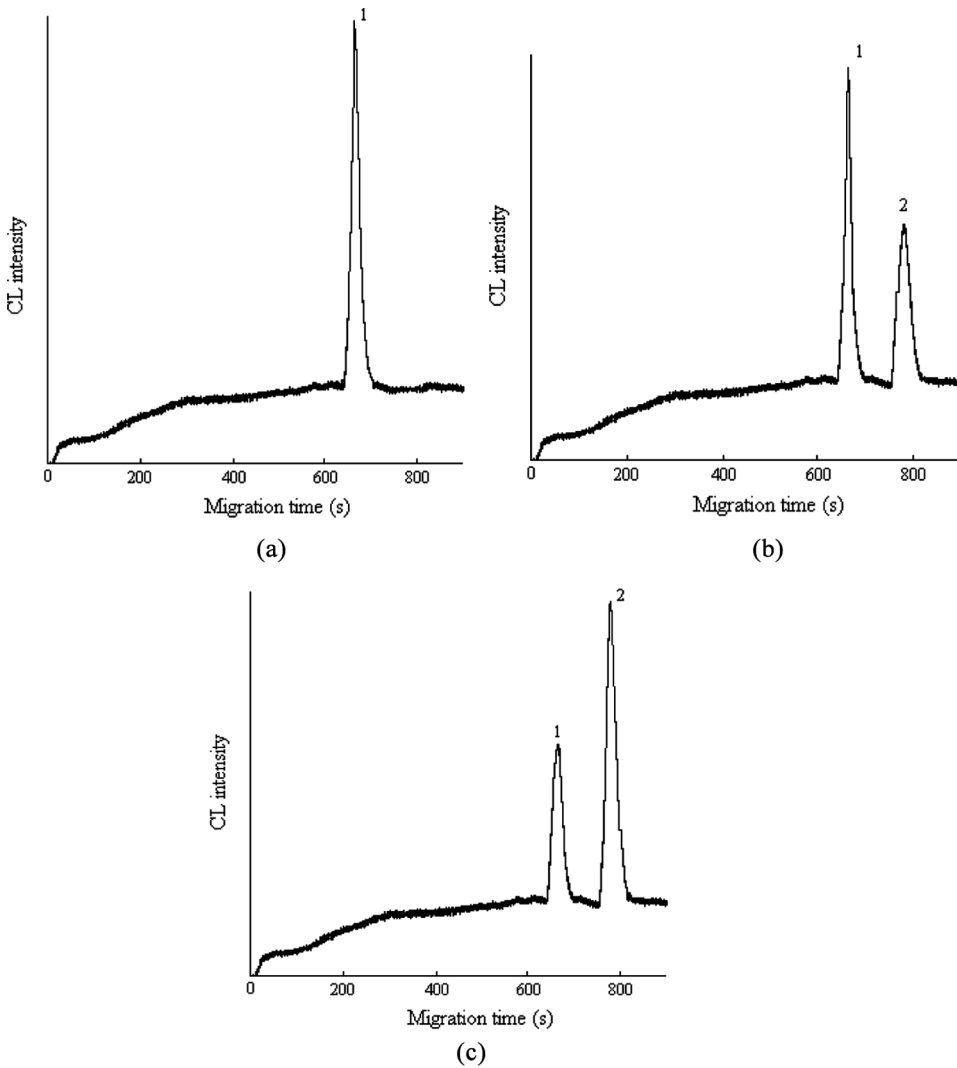 1
CL intensity
0 200 400 600 800
Migration time (s)
(a)
1
2
CL intensity
0 200 400 600 800
Migration time (s)
(b)
2
1
CL intensity
0 200 400 600 800
Migration time (s)
(c)